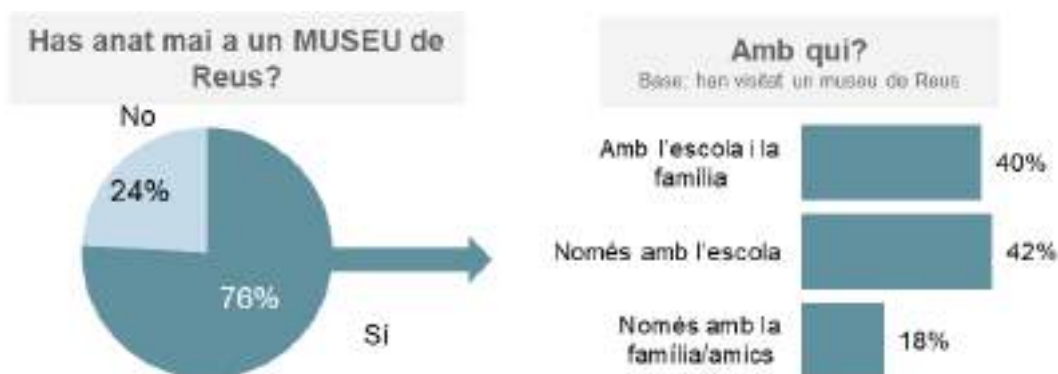 Has anat mai a un MUSEU de
Reus?
No
24%
76%
Sí
Amb qui?
Base: han visitat un museu de Reus
Amb l'escola i la
família
40%
Només amb l'escola
42%
Només amb la
família/amics
18%